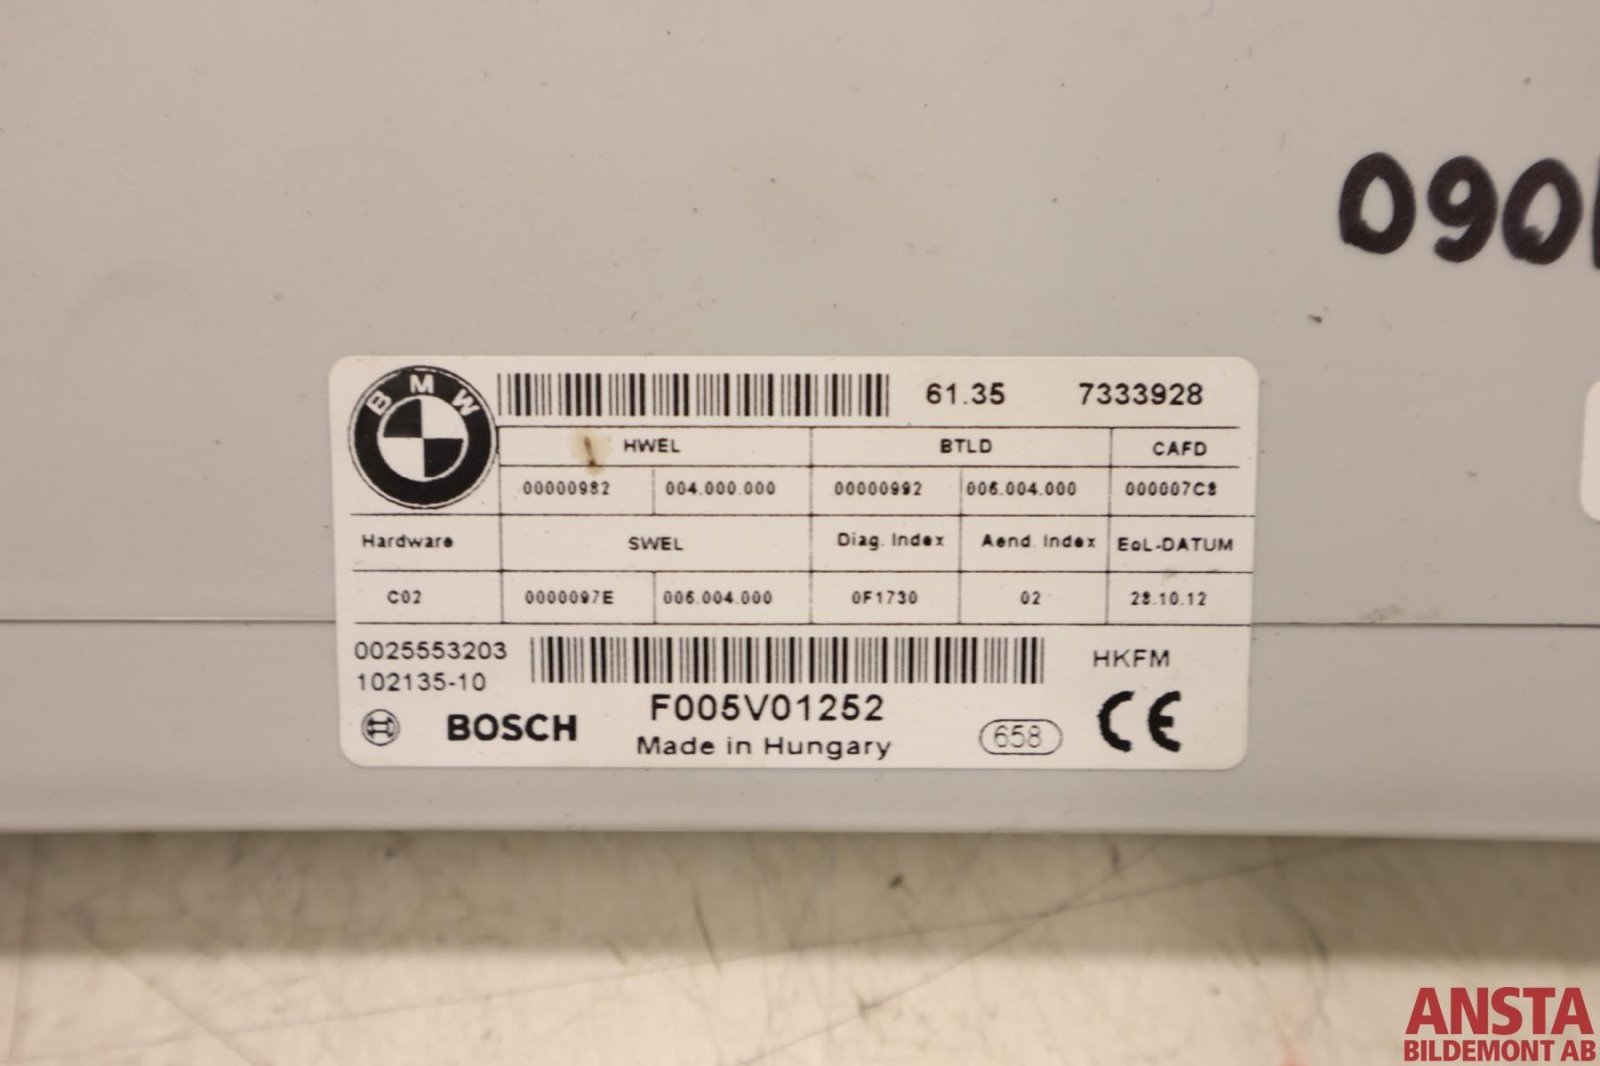 090
BMW
61.35 7333928
HWEL BTLD CAFD
00000982 004.000.000 00000992 006.004.000 000007C8
Hardware SWEL Diag. Index Aend. Index EoL-DATUM
C02 0000097E 006.004.000 0F1730 02 28.10.12
0025553203 HKFM
102135-10
F005V01252
BOSCH Made in Hungary 658 CE
ANSTA
BILDEMONT AB